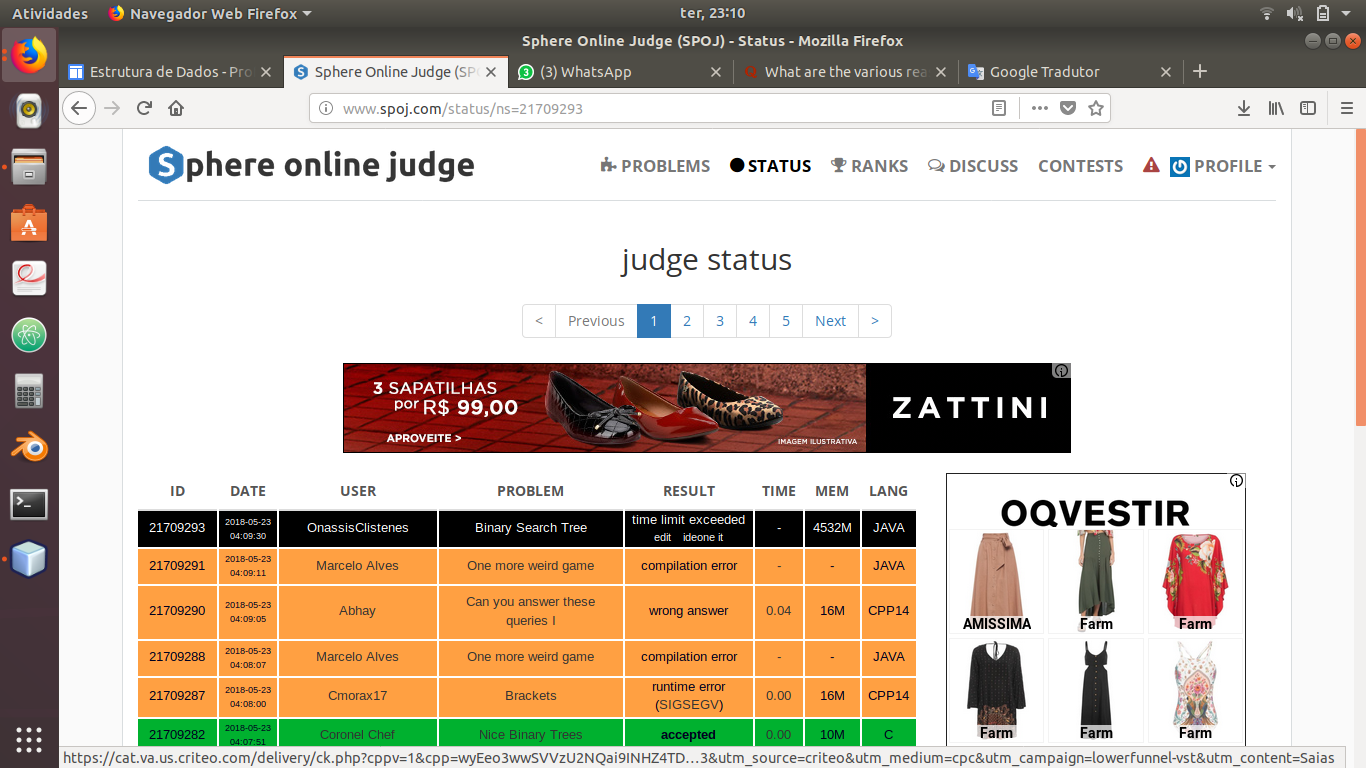 Atividades Navegador Web Firefox ter, 23:10
Sphere Online Judge (SPOJ) - Status - Mozilla Firefox
Estrutura de Dados - Pro Sphere Online Judge (SPO (3) WhatsApp What are the various rea Google Tradutor
www.spoj.com/status/ns=21709293
Sphere online judge PROBLEMS STATUS RANKS DISCUSS CONTESTS PROFILE
judge status
< Previous 1 2 3 4 5 Next >
3 SAPATILHAS
por R$ 99,00
APROVEITE >
IMAGEM ILUSTRATIVA
ZATTINI
ID DATE USER PROBLEM RESULT TIME MEM LANG
21709293 2018-05-23 04:09:30 OnassisClistenes Binary Search Tree time limit exceeded edit ideone it - 4532M JAVA
21709291 2018-05-23 04:09:11 Marcelo Alves One more weird game compilation error - - JAVA
21709290 2018-05-23 04:09:05 Abhay Can you answer these queries I wrong answer 0.04 16M CPP14
21709288 2018-05-23 04:08:07 Marcelo Alves One more weird game compilation error - - JAVA
21709287 2018-05-23 04:08:00 Cmorax17 Brackets runtime error (SIGSEGV) 0.00 16M CPP14
21709282 2018-05-23 04:07:51 Coronel Chef Nice Binary Trees accepted 0.00 10M C
OQVESTIR
AMISSIMA Farm Farm
Farm Farm Farm
https://cat.va.us.criteo.com/delivery/ck.php?cppv=1&cpp=wyEeo3wwSVVzU2NQai9INHZ4TD…3&utm_source=criteo&utm_medium=cpc&utm_campaign=lowerfunnel-vst&utm_content=Saias